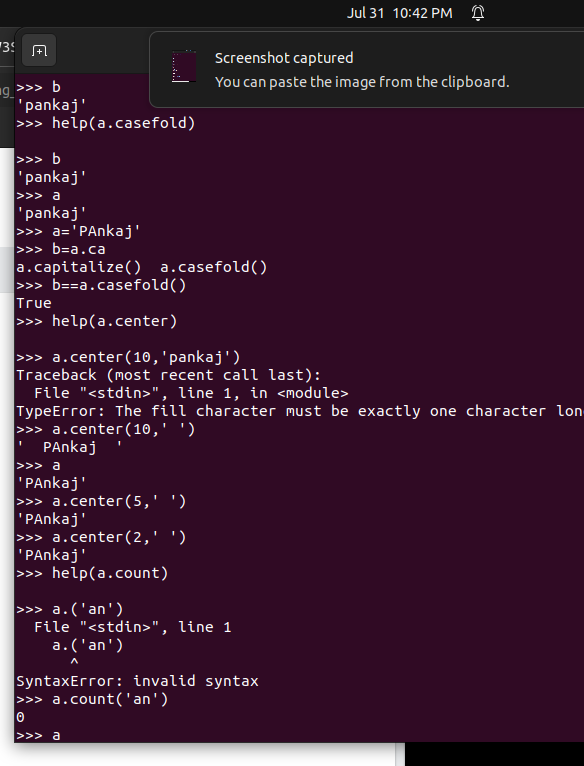 Jul 31 10:42 PM
Screenshot captured
You can paste the image from the clipboard.
>>> b
'pankaj'
>>> help(a.casefold)
>>> b
'pankaj'
>>> a
'pankaj'
>>> a='PAnkaj'
>>> b=a.ca
a.capitalize()  a.casefold()
>>> b==a.casefold()
True
>>> help(a.center)
>>> a.center(10,'pankaj')
Traceback (most recent call last):
  File "<stdin>", line 1, in <module>
TypeError: The fill character must be exactly one character lon
>>> a.center(10,' ')
'  PAnkaj  '
>>> a
'PAnkaj'
>>> a.center(5,' ')
'PAnkaj'
>>> a.center(2,' ')
'PAnkaj'
>>> help(a.count)
>>> a.('an')
  File "<stdin>", line 1
    a.('an')
      ^
SyntaxError: invalid syntax
>>> a.count('an')
0
>>> a